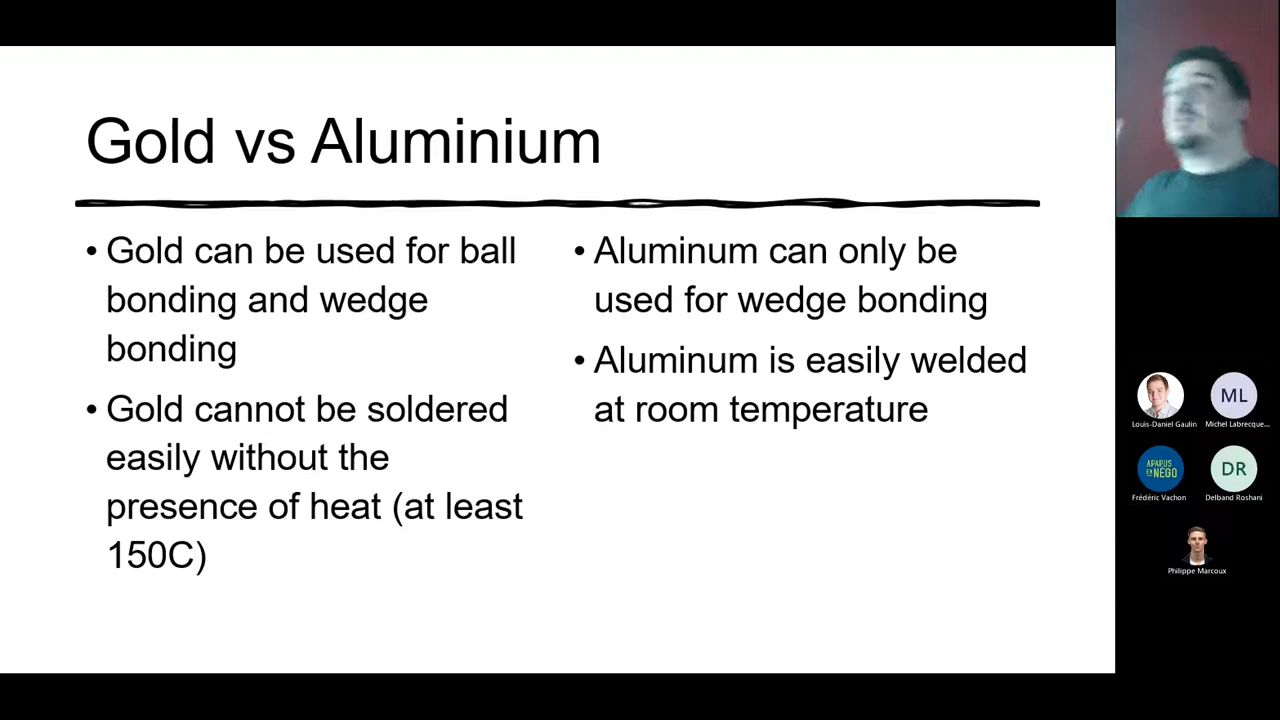 Gold vs Aluminium
• Gold can be used for ball
bonding and wedge
bonding
• Gold cannot be soldered
easily without the
presence of heat (at least
150C)
• Aluminum can only be
used for wedge bonding
• Aluminum is easily welded
at room temperature
Louis-Daniel Gaulin
ML
Michel Labrecque...
APAPUS
EN NÉGO
Frédéric Vachon
DR
Delband Roshani
Philippe Marcoux